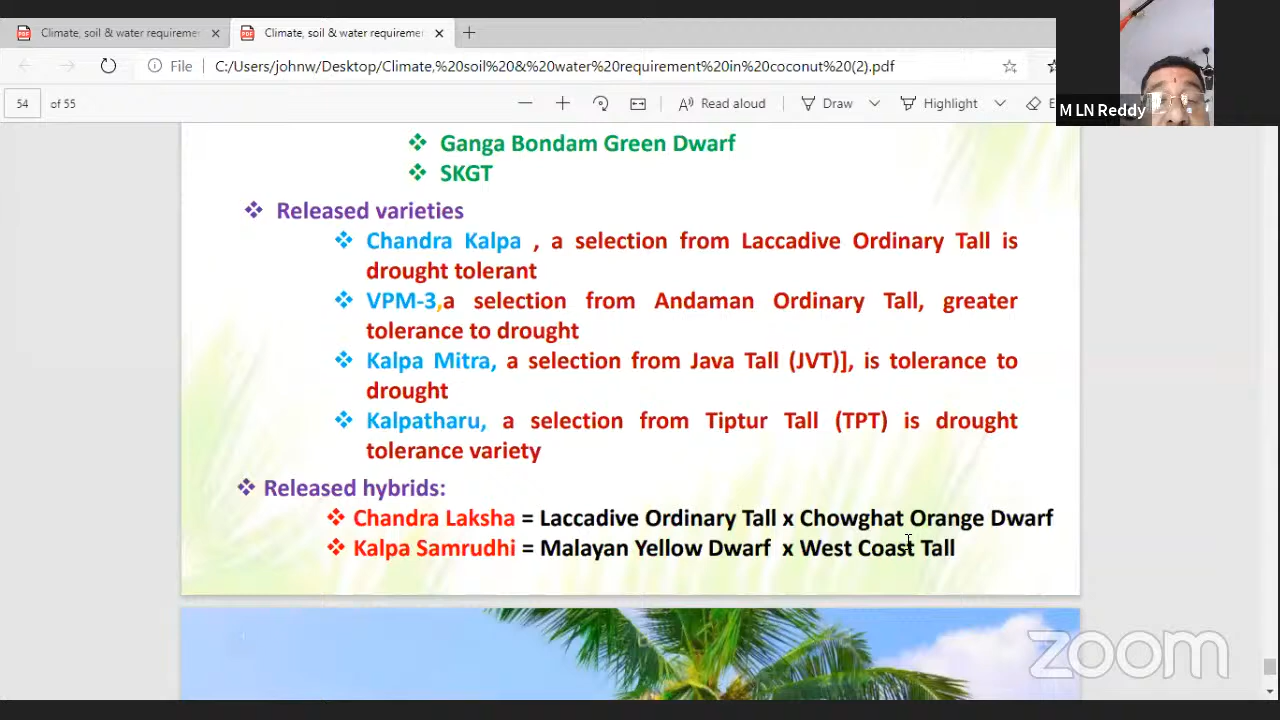 Climate, soil & water requireme
Climate, soil & water requiremen
File C:/Users/johnw/Desktop/Climate,%20soil%20&%20water%20requirement%20in%20coconut%20(2).pdf
54 of 55
Read aloud Draw Highlight
M LN Reddy
Ganga Bondam Green Dwarf
SKGT
Released varieties
Chandra Kalpa , a selection from Laccadive Ordinary Tall is
drought tolerant
VPM-3,a selection from Andaman Ordinary Tall, greater
tolerance to drought
Kalpa Mitra, a selection from Java Tall (JVT)], is tolerance to
drought
Kalpatharu, a selection from Tiptur Tall (TPT) is drought
tolerance variety
Released hybrids:
Chandra Laksha = Laccadive Ordinary Tall x Chowghat Orange Dwarf
Kalpa Samrudhi = Malayan Yellow Dwarf x West Coast Tall
zoom